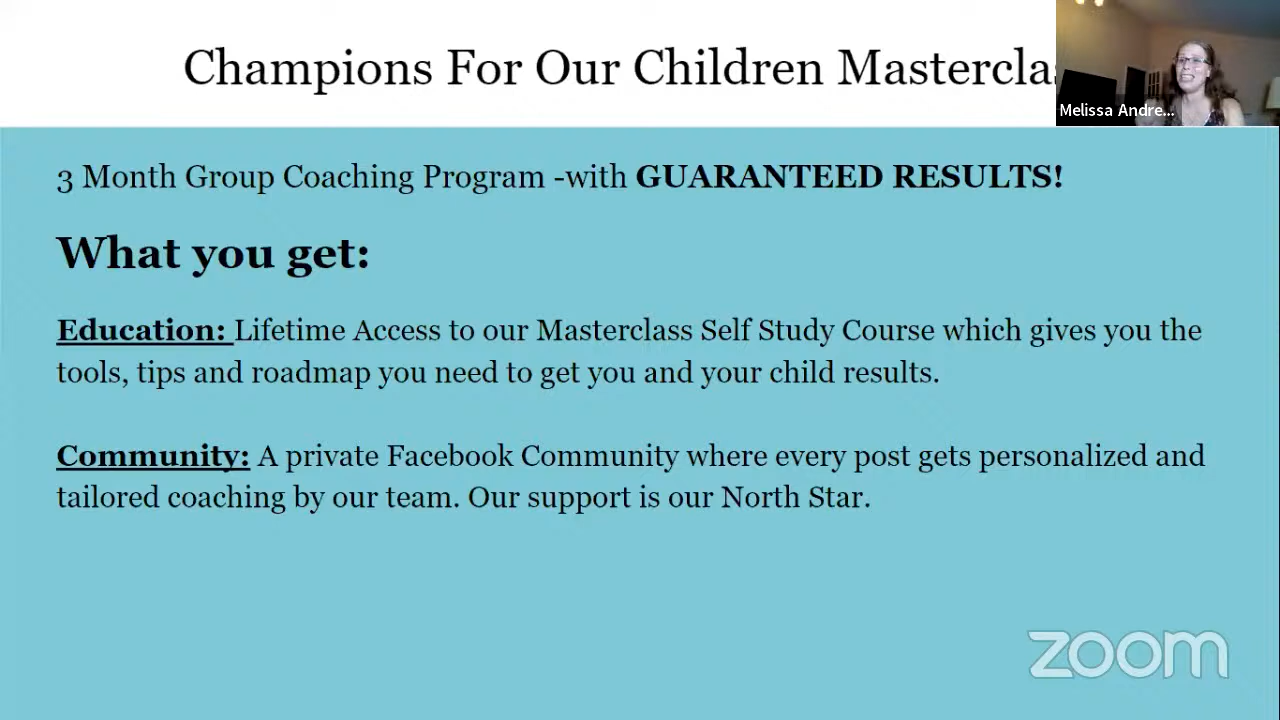 Champions For Our Children Mastercla
Melissa Andre...
3 Month Group Coaching Program -with GUARANTEED RESULTS!
What you get:
Education: Lifetime Access to our Masterclass Self Study Course which gives you the
tools, tips and roadmap you need to get you and your child results.
Community: A private Facebook Community where every post gets personalized and
tailored coaching by our team. Our support is our North Star.
zoom